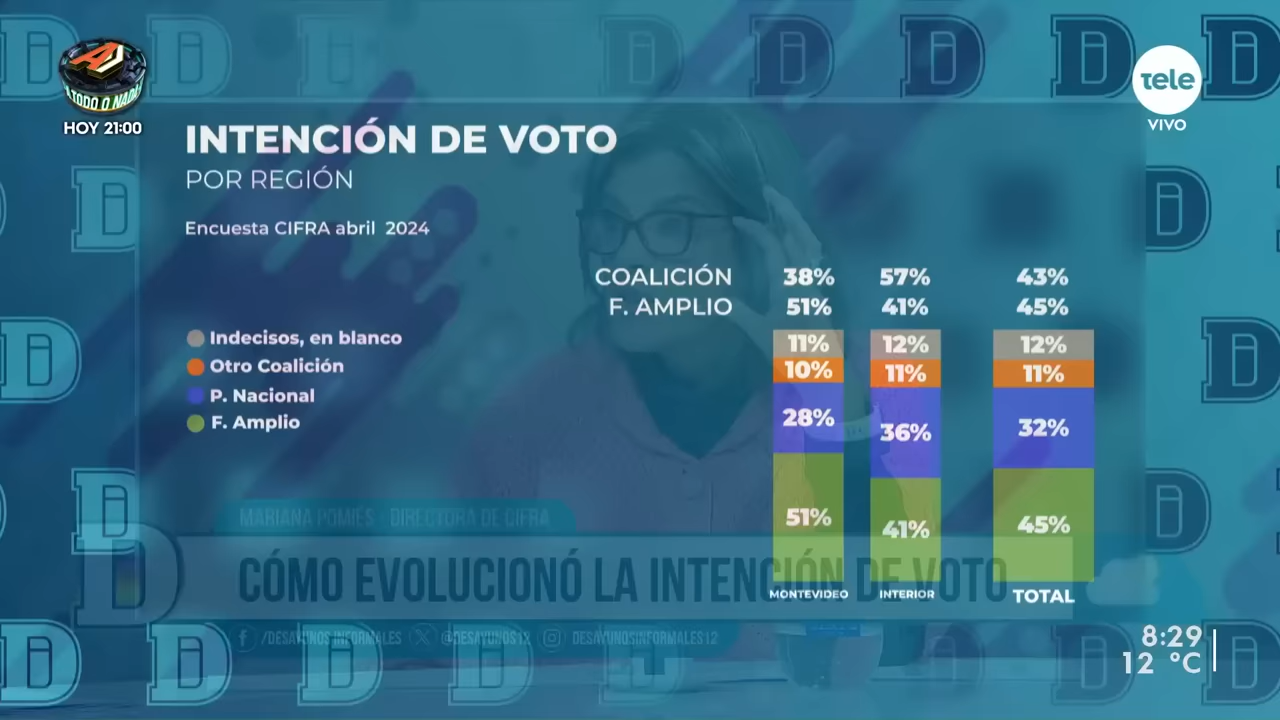 A TODO O NADA
HOY 21:00
tele
VIVO
INTENCIÓN DE VOTO
POR REGIÓN
Encuesta CIFRA abril 2024
COALICIÓN 38% 57% 43%
F. AMPLIO 51% 41% 45%
Indecisos, en blanco 11% 12% 12%
Otro Coalición 10% 11% 11%
P. Nacional 28% 36% 32%
F. Amplio 51% 41% 45%
MONTEVIDEO INTERIOR TOTAL
MARIANA POMIÉS - DIRECTORA DE CIFRA
CÓMO EVOLUCIONÓ LA INTENCIÓN DE VOTO
/DESAYUNOS INFORMALES @DESAYUNOS12 DESAYUNOSINFORMALES12
8:29
12 °C